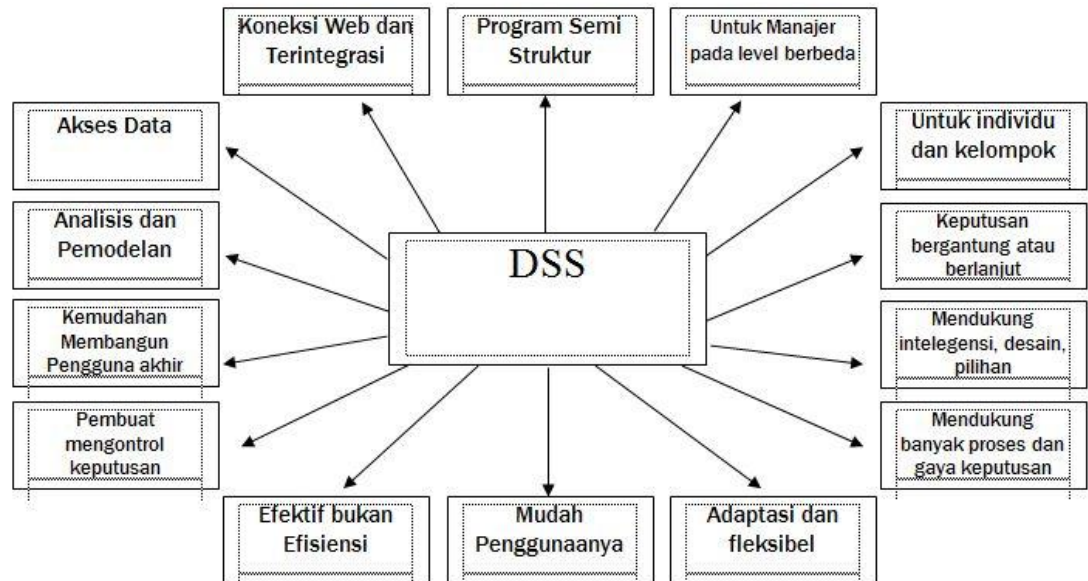 Koneksi Web dan
Terintegrasi
Program Semi
Struktur
Untuk Manajer
pada level berbeda
Akses Data
Untuk individu
dan kelompok
Analisis dan
Pemodelan
Keputusan
bergantung atau
berlanjut
DSS
Kemudahan
Membangun
Pengguna akhir
Mendukung
intelegensi, desain,
pilihan
Pembuat
mengontrol
keputusan
Mendukung
banyak proses dan
gaya keputusan
Efektif bukan
Efisiensi
Mudah
Penggunaanya
Adaptasi dan
fleksibel